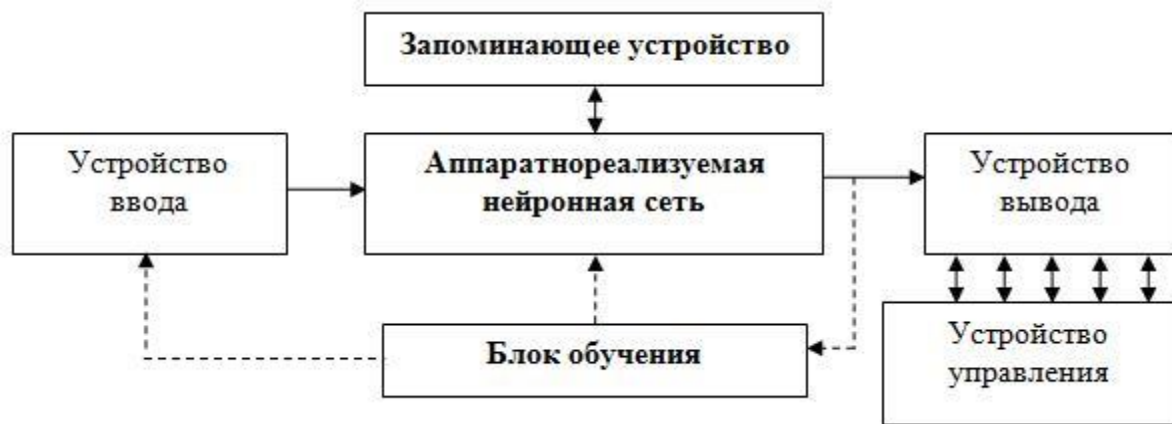 Запоминающее устройство
Устройство
ввода
Аппаратнореализуемая
нейронная сеть
Устройство
вывода
Блок обучения
Устройство
управления